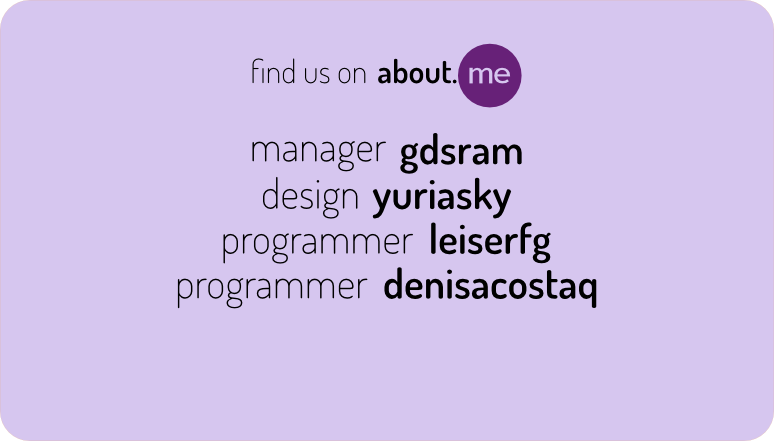 find us on about.me
manager gdsram
design yuriasky
programmer leiserfg
programmer denisacostaq